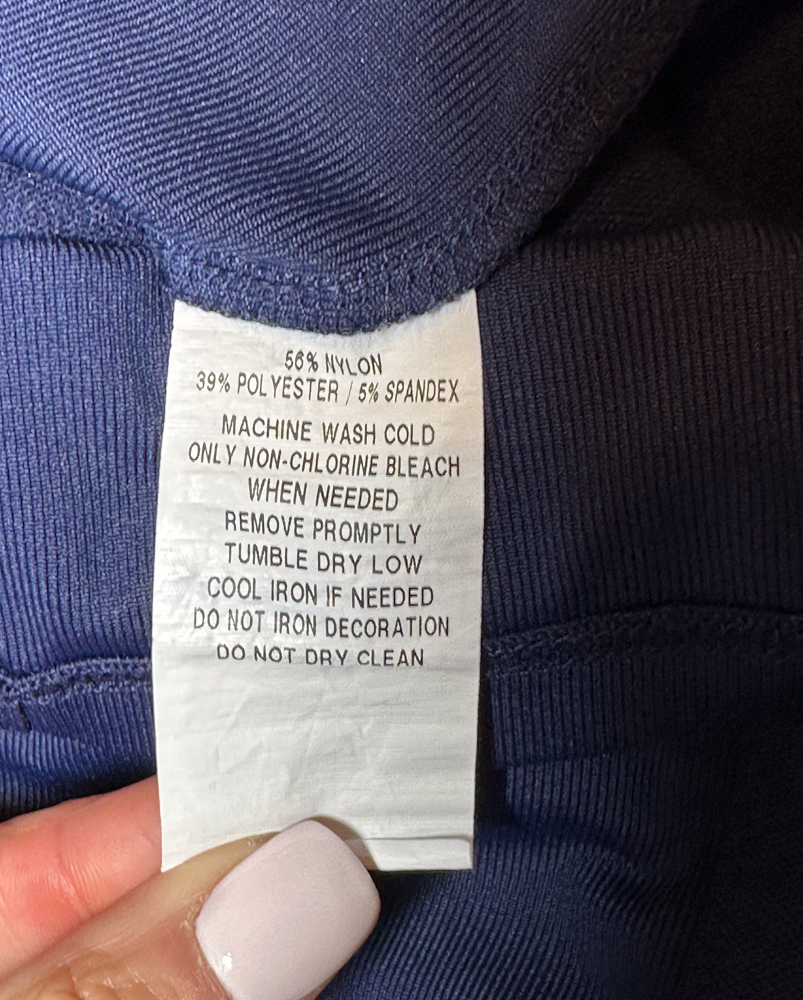 56% NYLON
39% POLYESTER / 5% SPANDEX
MACHINE WASH COLD
ONLY NON-CHLORINE BLEACH
WHEN NEEDED
REMOVE PROMPTLY
TUMBLE DRY LOW
COOL IRON IF NEEDED
DO NOT IRON DECORATION
DO NOT DRY CLEAN